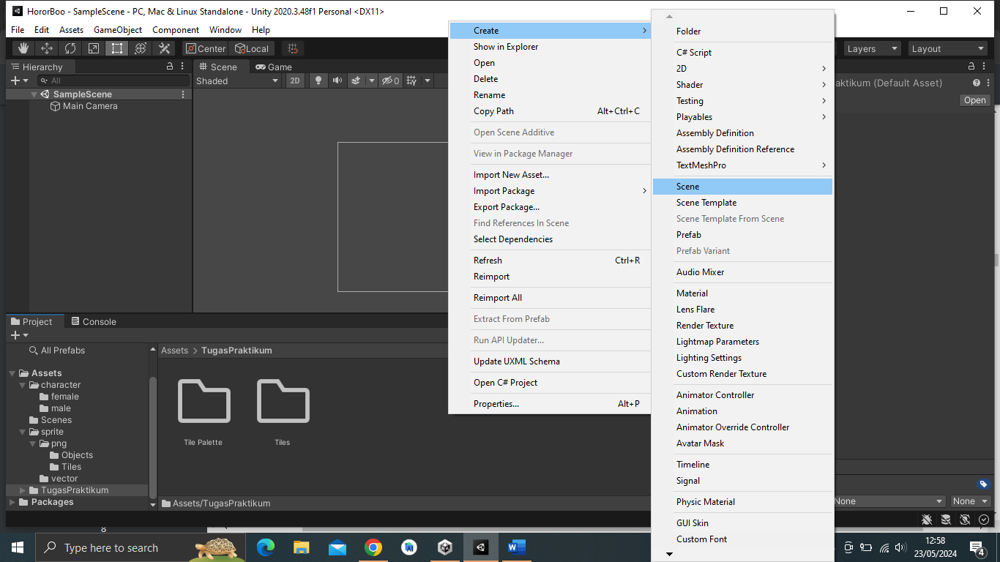 HororBoo - SampleScene - PC, Mac & Linux Standalone - Unity 2020.3.48f1 Personal <DX11>
File Edit Assets GameObject Component Window Help
Center Local
Layers Layout
Hierarchy
All
SampleScene
Main Camera
Scene Game
Shaded 2D 0
Create
Show in Explorer
Open
Delete
Rename
Copy Path Alt+Ctrl+C
Open Scene Additive
View in Package Manager
Import New Asset...
Import Package
Export Package...
Find References In Scene
Select Dependencies
Refresh Ctrl+R
Reimport
Reimport All
Extract From Prefab
Run API Updater...
Update UXML Schema
Open C# Project
Properties... Alt+P
Folder
C# Script
2D
Shader
Testing
Playables
Assembly Definition
Assembly Definition Reference
TextMeshPro
Scene
Scene Template
Scene Template From Scene
Prefab
Prefab Variant
Audio Mixer
Material
Lens Flare
Render Texture
Lightmap Parameters
Lighting Settings
Custom Render Texture
Animator Controller
Animation
Animator Override Controller
Avatar Mask
Timeline
Signal
Physic Material
GUI Skin
Custom Font
aktikum (Default Asset)
Open
None None
Project Console
All Prefabs
Assets
character
female
male
Scenes
sprite
png
Objects
Tiles
vector
TugasPraktikum
Packages
Assets > TugasPraktikum
Tile Palette Tiles
Assets/TugasPraktikum
8
Type here to search
12:58
23/05/2024
4